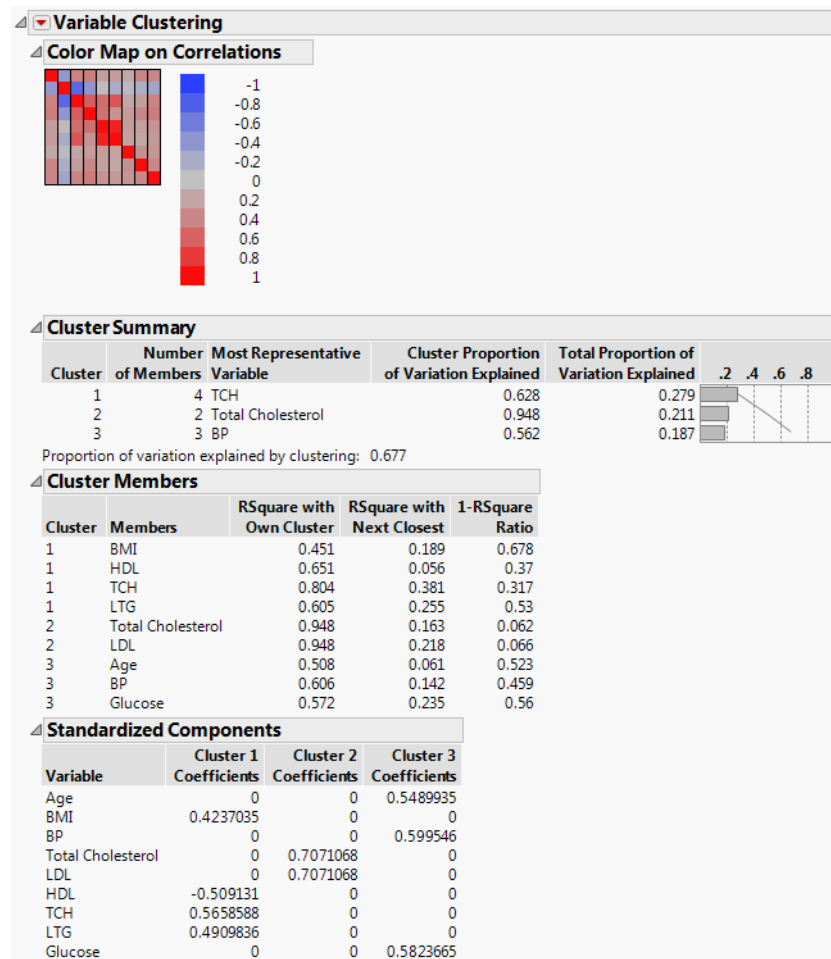 Variable Clustering
Color Map on Correlations
-1
-0.8
-0.6
-0.4
-0.2
0
0.2
0.4
0.6
0.8
1
Cluster Summary
Number Most Representative Cluster Proportion Total Proportion of
Cluster of Members Variable of Variation Explained Variation Explained .2 .4 .6 .8
1 4 TCH 0.628 0.279
2 2 Total Cholesterol 0.948 0.211
3 3 BP 0.562 0.187
Proportion of variation explained by clustering: 0.677
Cluster Members
RSquare with RSquare with 1-RSquare
Cluster Members Own Cluster Next Closest Ratio
1 BMI 0.451 0.189 0.678
1 HDL 0.651 0.056 0.37
1 TCH 0.804 0.381 0.317
1 LTG 0.605 0.255 0.53
2 Total Cholesterol 0.948 0.163 0.062
2 LDL 0.948 0.218 0.066
3 Age 0.508 0.061 0.523
3 BP 0.606 0.142 0.459
3 Glucose 0.572 0.235 0.56
Standardized Components
Cluster 1 Cluster 2 Cluster 3
Variable Coefficients Coefficients Coefficients
Age 0 0 0.5489935
BMI 0.4237035 0 0
BP 0 0 0.599546
Total Cholesterol 0 0.7071068 0
LDL 0 0.7071068 0
HDL -0.509131 0 0
TCH 0.5658588 0 0
LTG 0.4909836 0 0
Glucose 0 0 0.5823665